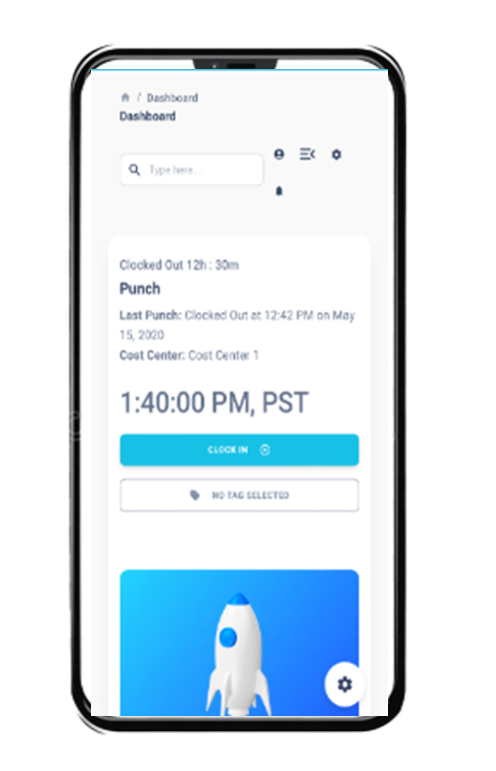 / Dashboard
Dashboard
Type here..
Clocked Out 12h : 30m
Punch
Last Punch: Clocked Out at 12:42 PM on May
15, 2020
Cost Center: Cost Center 1
1:40:00 PM, PST
CLOCK IN
NO TAG SELECTED